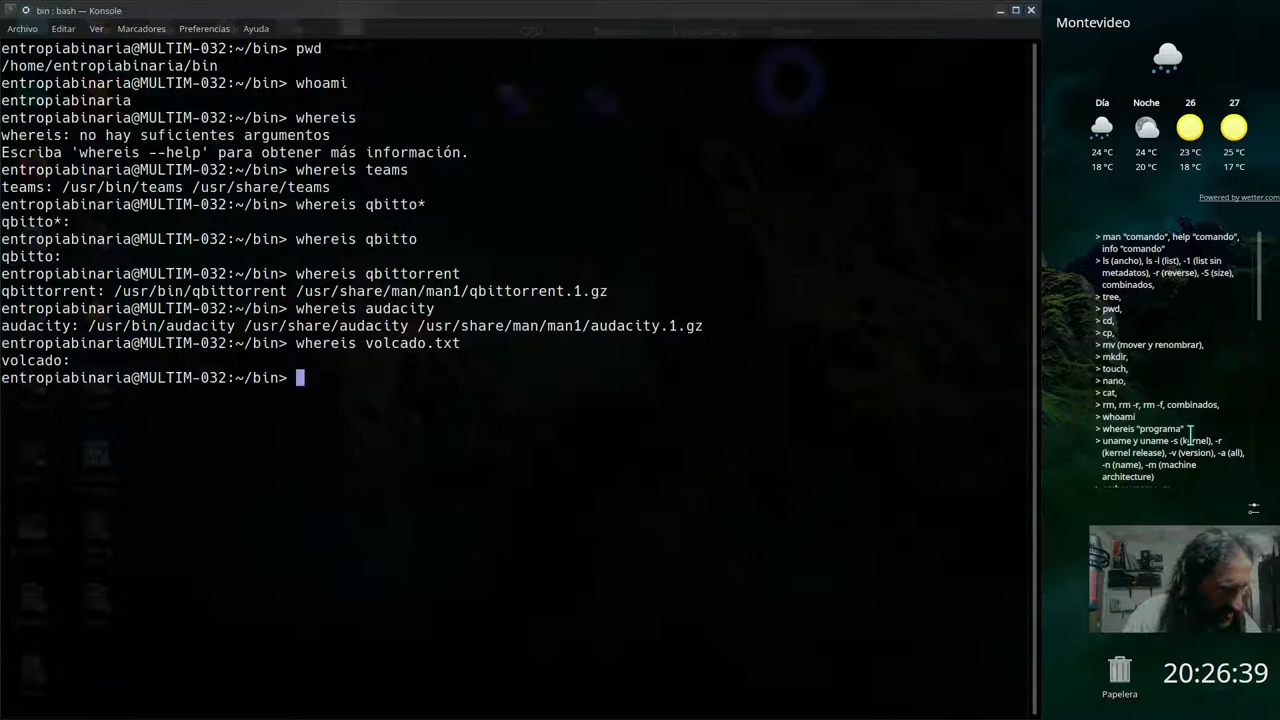 bin : bash — Konsole
Archivo Editar Ver Marcadores Preferencias Ayuda
entropiabinaria@MULTIM-032:~/bin> pwd
/home/entropiabinaria/bin
entropiabinaria@MULTIM-032:~/bin> whoami
entropiabinaria
entropiabinaria@MULTIM-032:~/bin> whereis
whereis: no hay suficientes argumentos
Escriba 'whereis --help' para obtener más información.
entropiabinaria@MULTIM-032:~/bin> whereis teams
teams: /usr/bin/teams /usr/share/teams
entropiabinaria@MULTIM-032:~/bin> whereis qbitto*
qbitto*:
entropiabinaria@MULTIM-032:~/bin> whereis qbitto
qbitto:
entropiabinaria@MULTIM-032:~/bin> whereis qbittorrent
qbittorrent: /usr/bin/qbittorrent /usr/share/man/man1/qbittorrent.1.gz
entropiabinaria@MULTIM-032:~/bin> whereis audacity
audacity: /usr/bin/audacity /usr/share/audacity /usr/share/man/man1/audacity.1.gz
entropiabinaria@MULTIM-032:~/bin> whereis volcado.txt
volcado:
entropiabinaria@MULTIM-032:~/bin>
Montevideo
Día Noche 26 27
24 °C 24 °C 23 °C 25 °C
18 °C 20 °C 18 °C 17 °C
Powered by wetter.com
> man "comando", help "comando",
info "comando"
> ls (ancho), ls -l (list), -1 (list sin
metadatos), -r (reverse), -S (size),
combinados,
> tree,
> pwd,
> cd,
> cp,
> mv (mover y renombrar),
> mkdir,
> touch,
> nano,
> cat,
> rm, rm -r, rm -f, combinados,
> whoami
> whereis "programa"
> uname y uname -s (kernel), -r
(kernel release), -v (version), -a (all),
-n (name), -m (machine
architecture)
Papelera
20:26:39